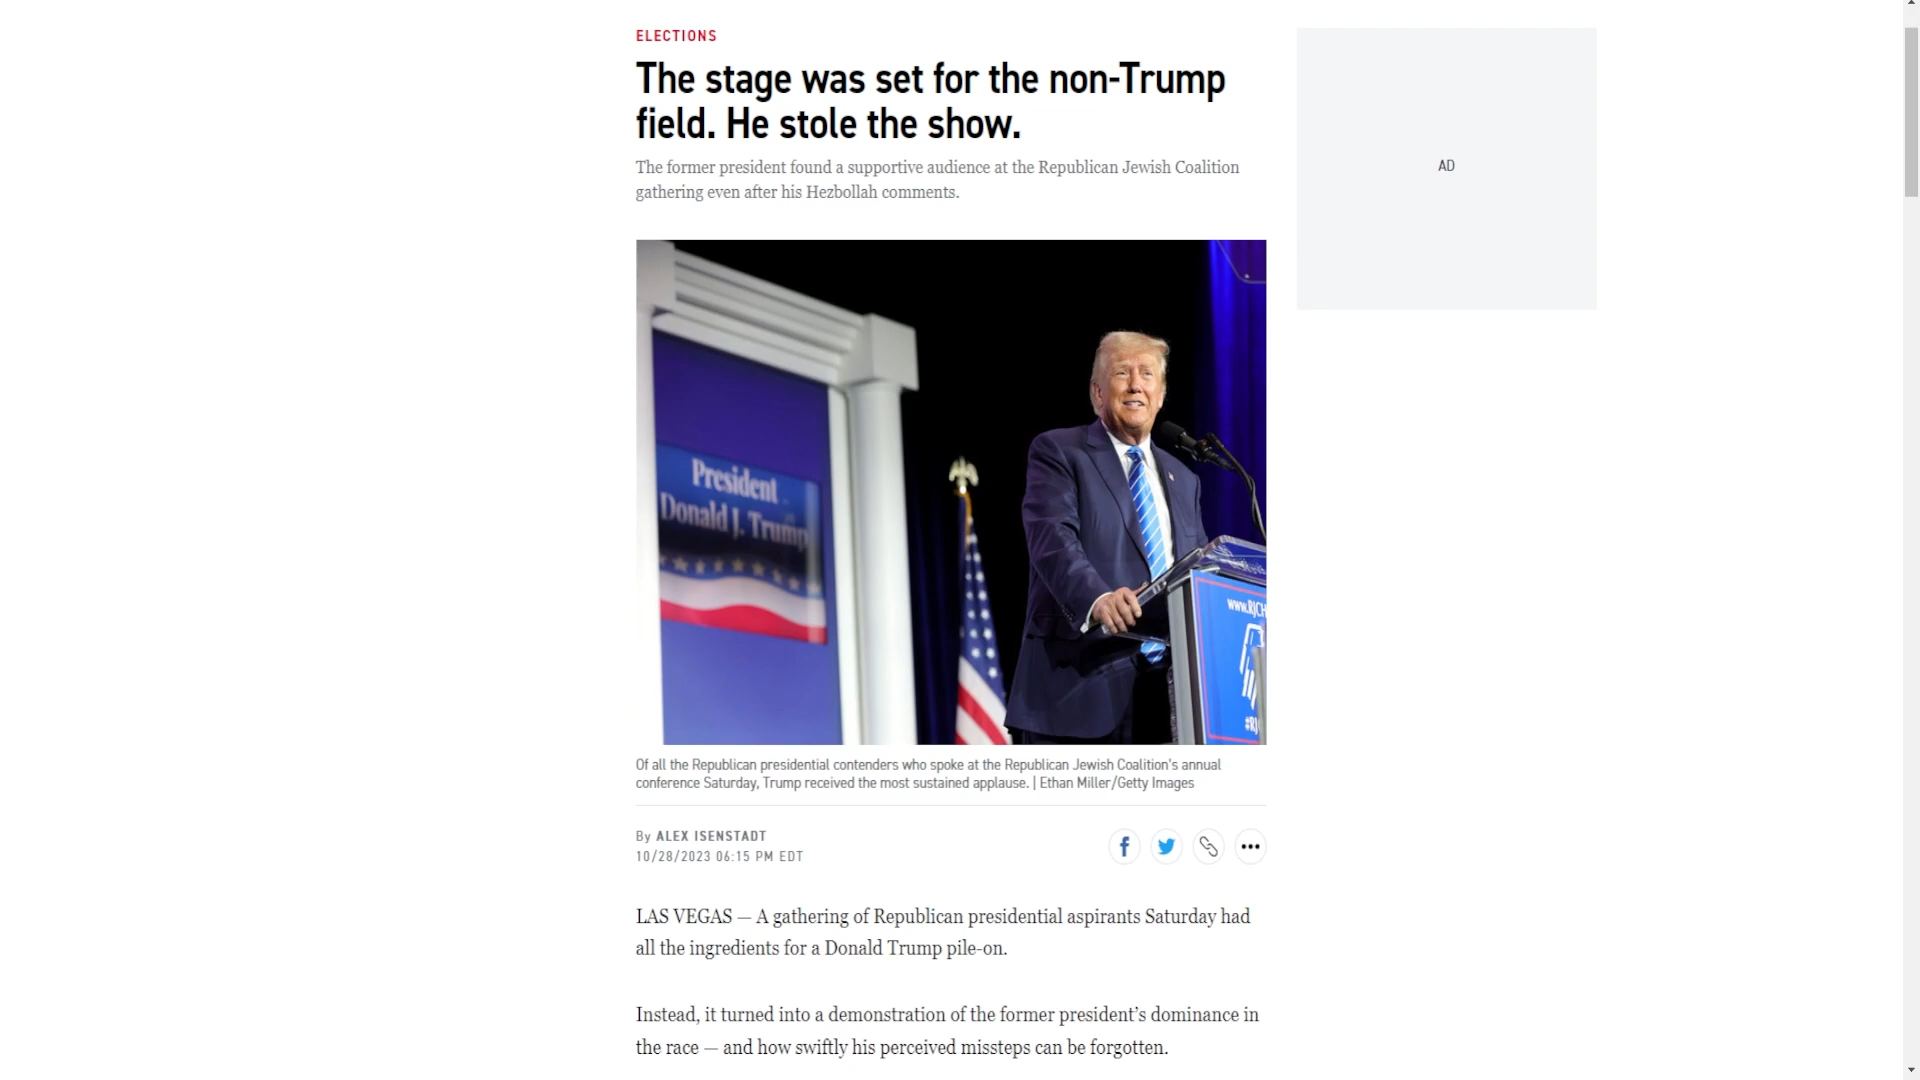 ELECTIONS
The stage was set for the non-Trump
field. He stole the show.
The former president found a supportive audience at the Republican Jewish Coalition
gathering even after his Hezbollah comments.
AD
President
Donald J. Trump
www.RJCH
#RJ
Of all the Republican presidential contenders who spoke at the Republican Jewish Coalition's annual
conference Saturday, Trump received the most sustained applause. | Ethan Miller/Getty Images
By ALEX ISENSTADT
10/28/2023 06:15 PM EDT
LAS VEGAS — A gathering of Republican presidential aspirants Saturday had
all the ingredients for a Donald Trump pile-on.
Instead, it turned into a demonstration of the former president’s dominance in
the race — and how swiftly his perceived missteps can be forgotten.